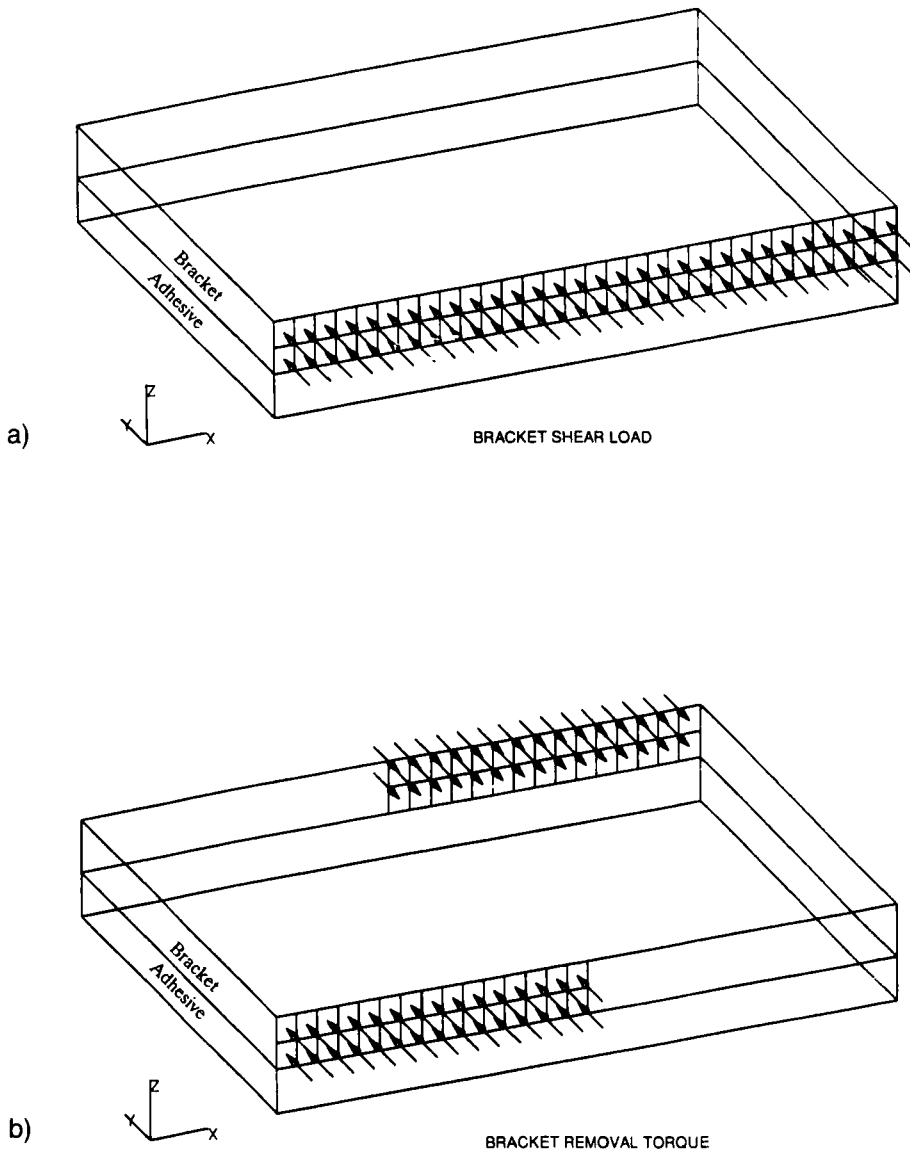 Bracket
Adhesive
Z
Y
X
a)
BRACKET SHEAR LOAD
Bracket
Adhesive
Z
Y
X
b)
BRACKET REMOVAL TORQUE